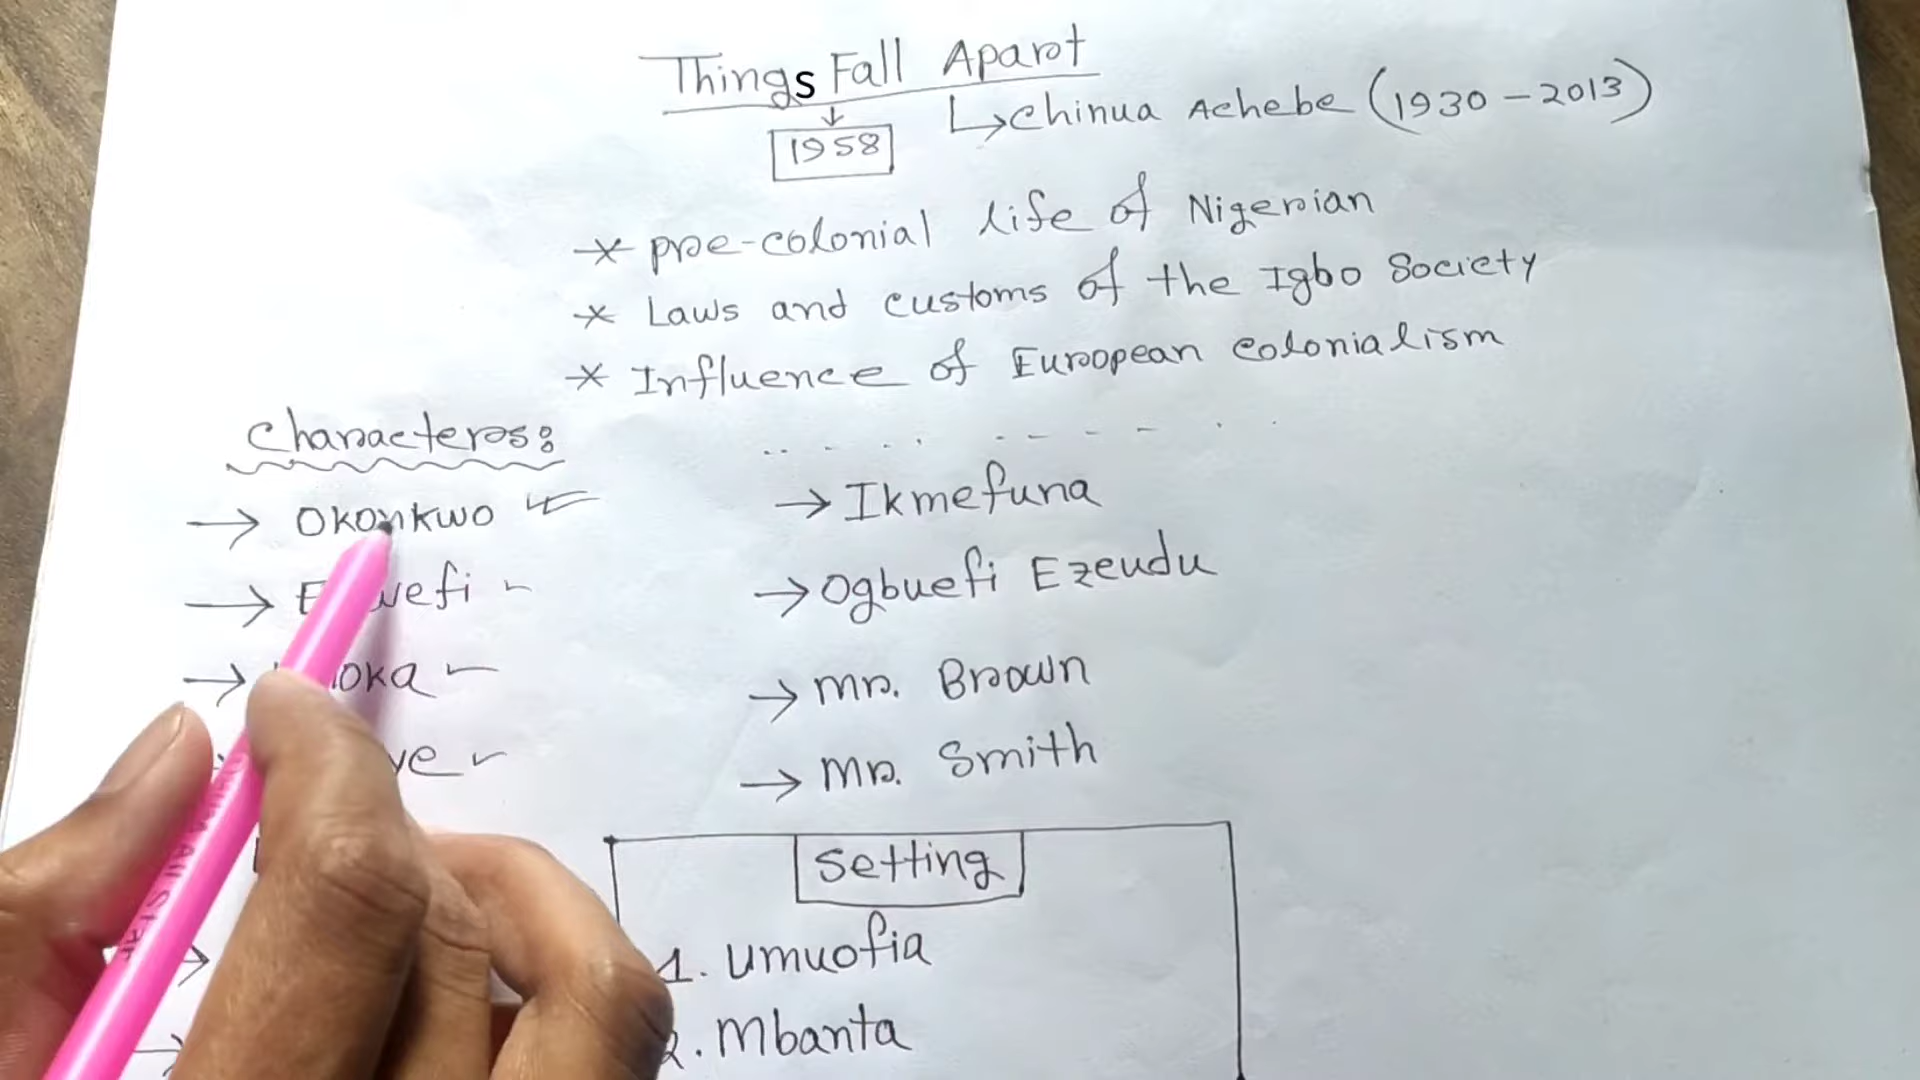 Things Fall Apart
1958
Chinua Achebe (1930-2013)
* pre-colonial life of Nigerian
* Laws and customs of the Igbo Society
* Influence of European colonialism
Characters:
→ Okonkwo
→ Ikmefuna
→ Ogbuefi Ezeudu
→ Mr. Brown
→ Mr. Smith
Setting
1. Umuofia
2. Mbanta